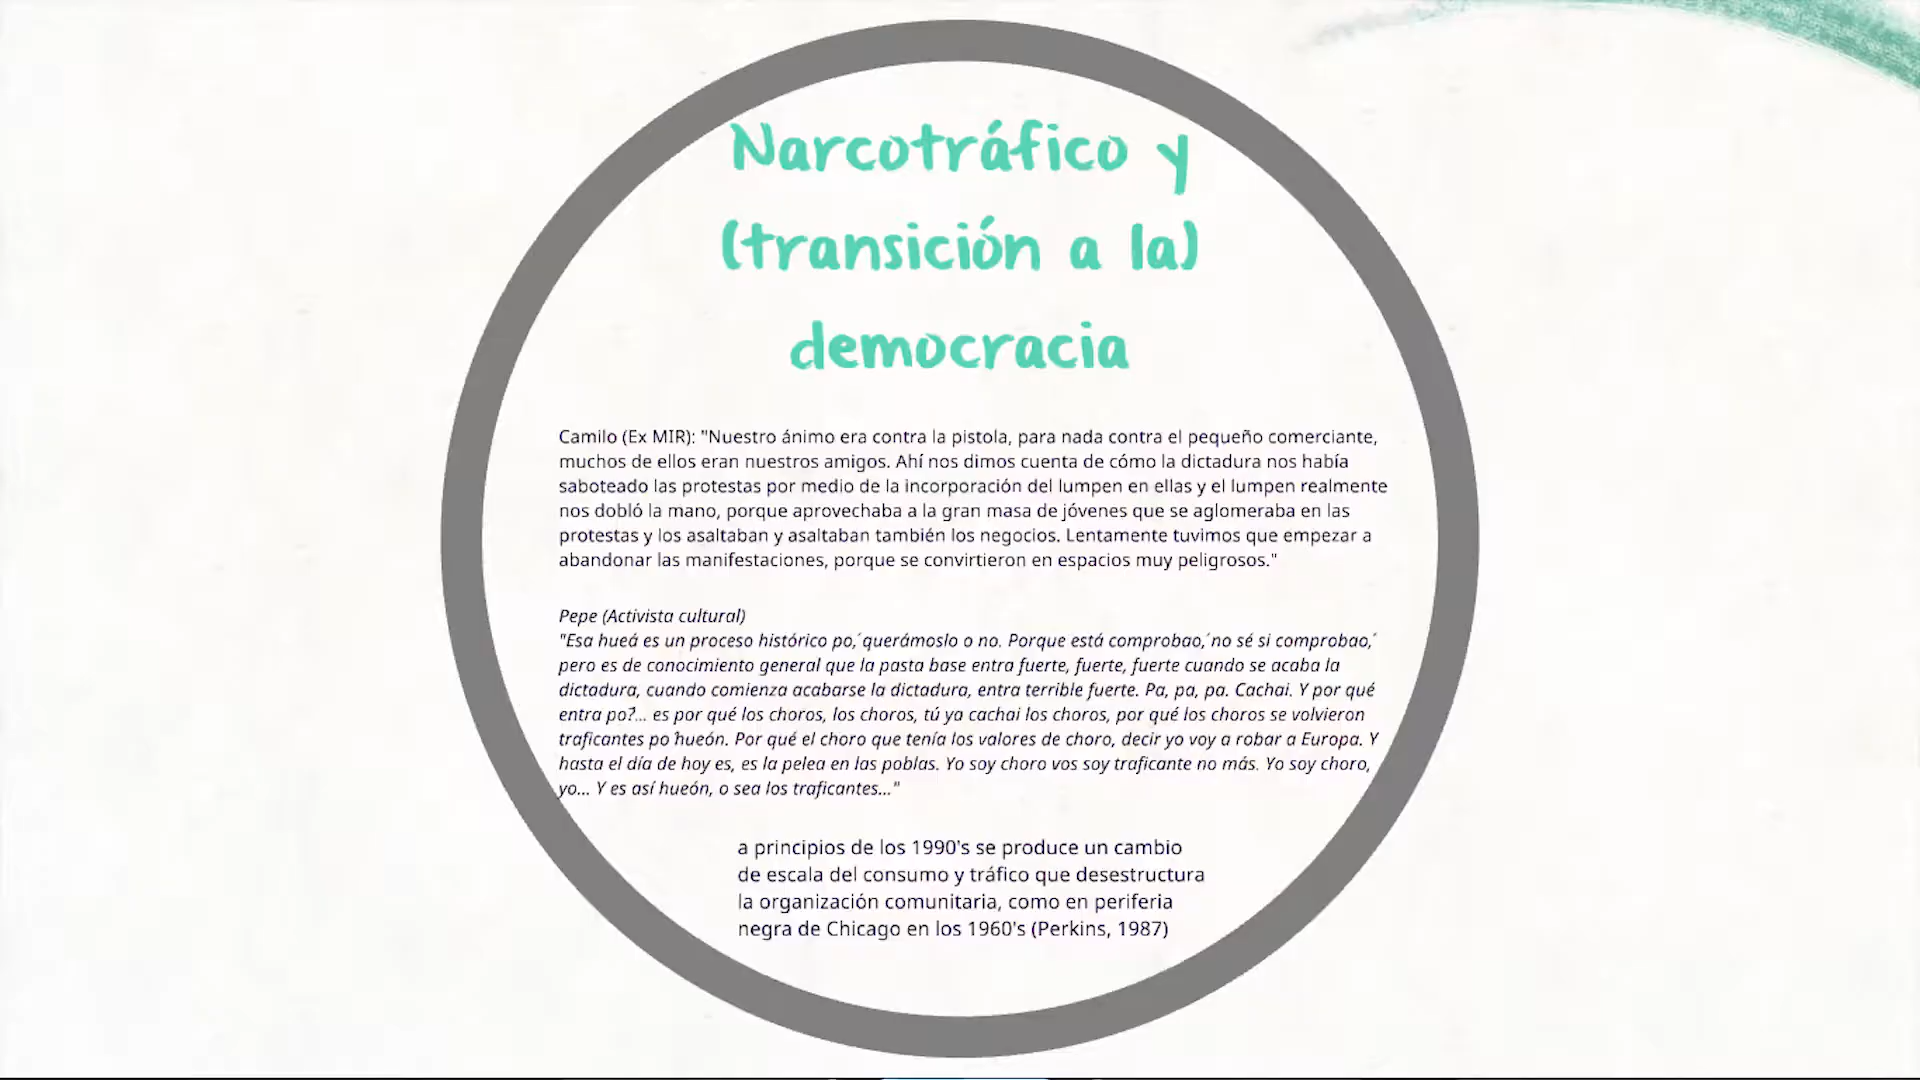 Narcotráfico y
(transición a la)
democracia
Camilo (Ex MIR): "Nuestro ánimo era contra la pistola, para nada contra el pequeño comerciante,
muchos de ellos eran nuestros amigos. Ahí nos dimos cuenta de cómo la dictadura nos había
saboteado las protestas por medio de la incorporación del lumpen en ellas y el lumpen realmente
nos dobló la mano, porque aprovechaba a la gran masa de jóvenes que se aglomeraba en las
protestas y los asaltaban y asaltaban también los negocios. Lentamente tuvimos que empezar a
abandonar las manifestaciones, porque se convirtieron en espacios muy peligrosos."
Pepe (Activista cultural)
"Esa hueá es un proceso histórico po,´querámoslo o no. Porque está comprobao,´no sé si comprobao,´
pero es de conocimiento general que la pasta base entra fuerte, fuerte, fuerte cuando se acaba la
dictadura, cuando comienza acabarse la dictadura, entra terrible fuerte. Pa, pa, pa. Cachai. Y por qué
entra po´?... es por qué los choros, los choros, tú ya cachai los choros, por qué los choros se volvieron
traficantes po´hueón. Por qué el choro que tenía los valores de choro, decir yo voy a robar a Europa. Y
hasta el día de hoy es, es la pelea en las poblas. Yo soy choro vos soy traficante no más. Yo soy choro,
yo... Y es así hueón, o sea los traficantes..."
a principios de los 1990's se produce un cambio
de escala del consumo y tráfico que desestructura
la organización comunitaria, como en periferia
negra de Chicago en los 1960's (Perkins, 1987)